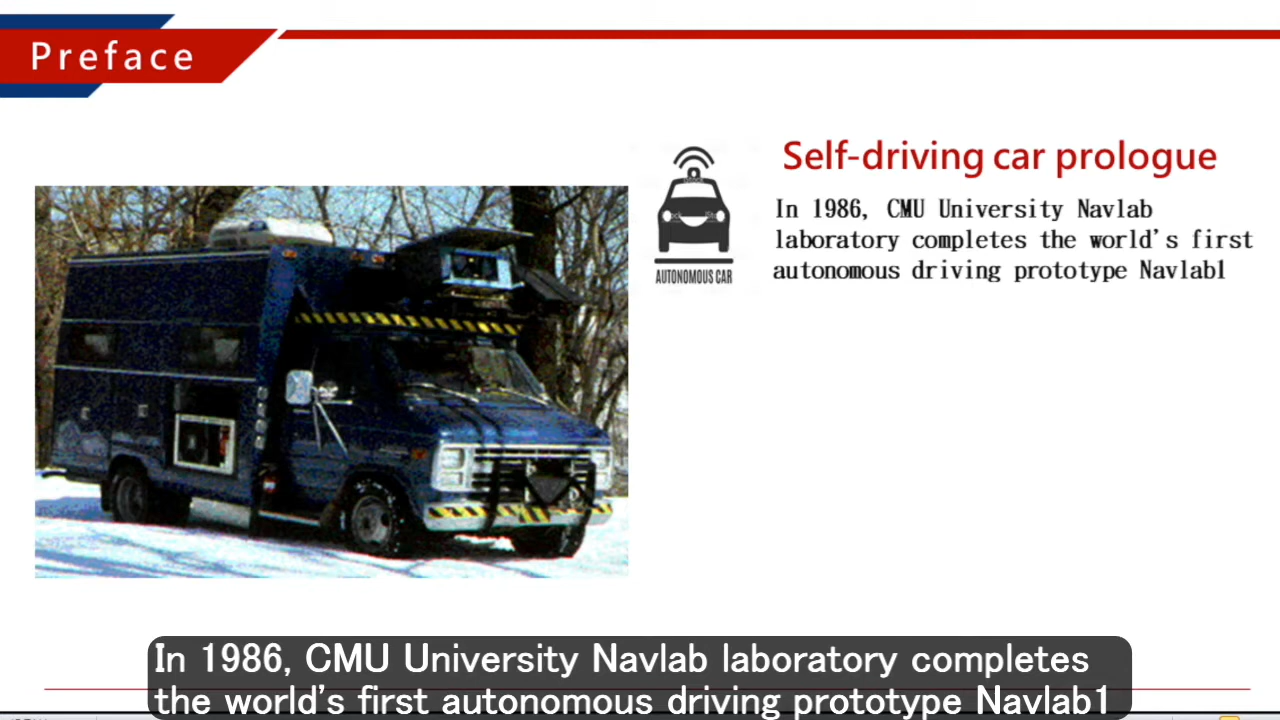 Preface
Self-driving car prologue
In 1986, CMU University Navlab
laboratory completes the world's first
autonomous driving prototype Navlab1
AUTONOMOUS CAR
In 1986, CMU University Navlab laboratory completes
the world's first autonomous driving prototype Navlab1